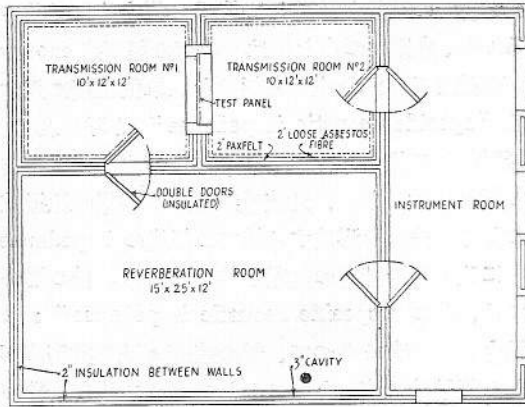 TRANSMISSION ROOM Nº1
10'x 12'x 12'
TRANSMISSION ROOM Nº2
10'x 12'x 12'
TEST PANEL
2" PAXFELT
2" LOOSE ASBESTOS
FIBRE
DOUBLE DOORS
(INSULATED)
INSTRUMENT ROOM
REVERBERATION ROOM
15'x 25'x 12'
2" INSULATION BETWEEN WALLS
3" CAVITY